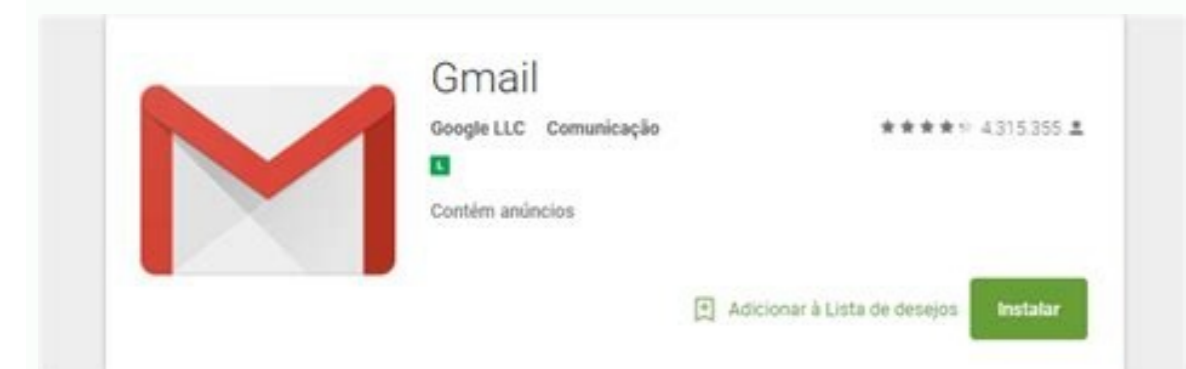 Gmail
Google LLC Comunicação 4.315.355
L
Contém anúncios
Adicionar à Lista de desejos Instalar